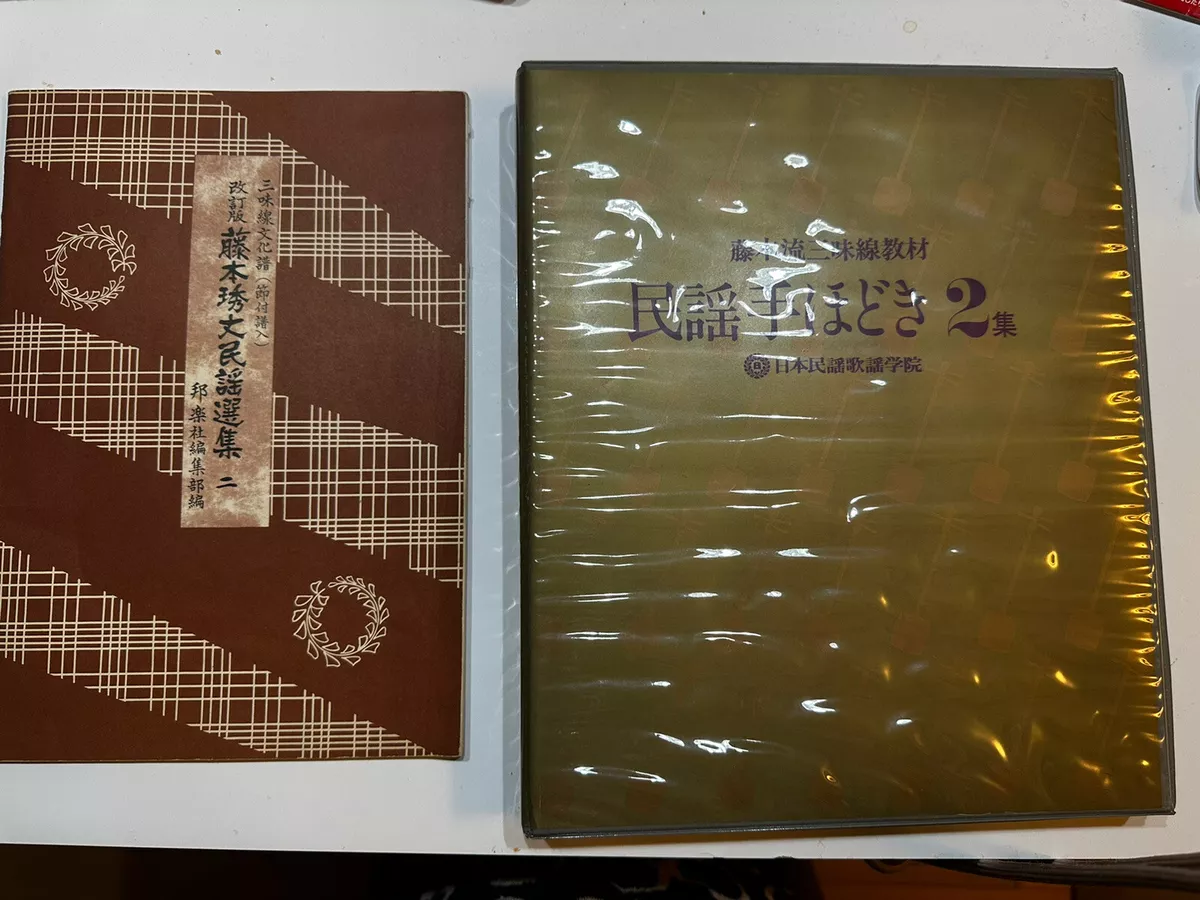 三味線文化譜（節付譜入）
改訂版 藤本琇丈民謡選集 二
邦楽社編集部編
藤本流三味線教材
民謡手ほどき 2集
日本民謡歌謡学院